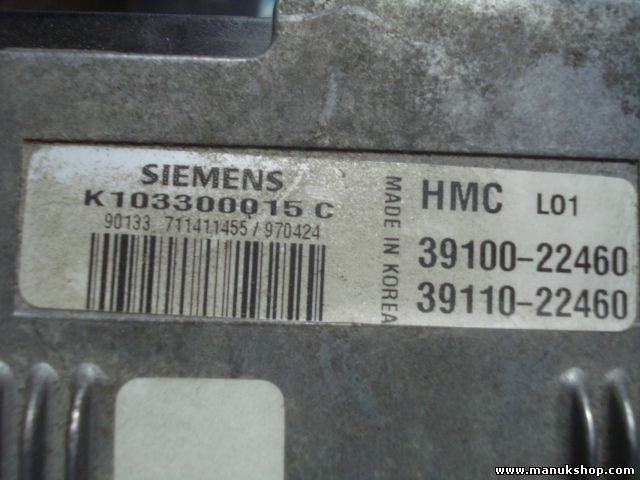 SIEMENS
K103300015 C
90133 711411455 / 970424
MADE IN KOREA
HMC L01
39100-22460
39110-22460
www.manukshop.com